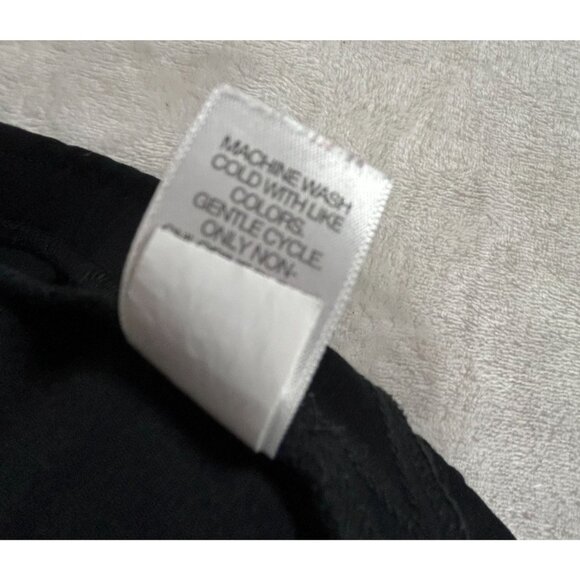 MACHINE WASH
COLD WITH LIKE
COLORS.
GENTLE CYCLE.
ONLY NON-